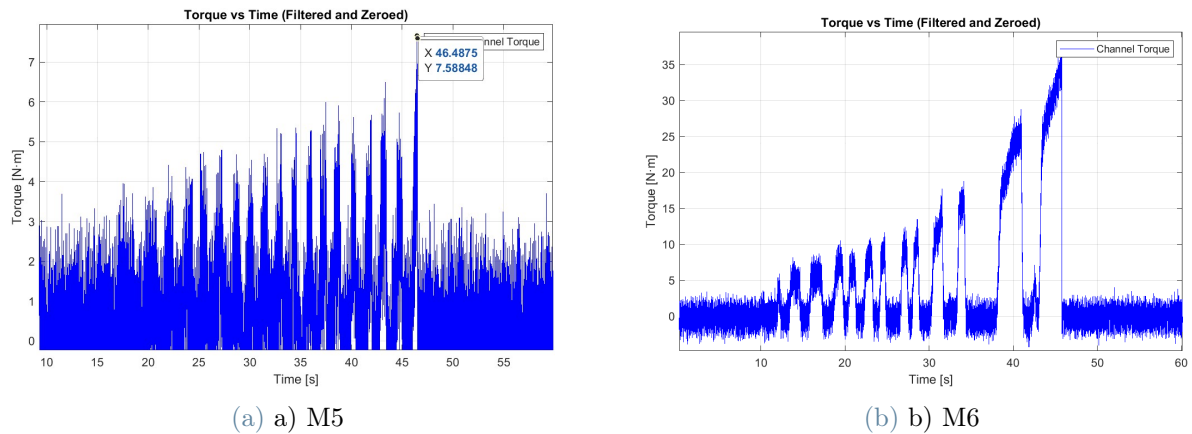 Torque vs Time (Filtered and Zeroed)
nnel Torque
X 46.4875
Y 7.58848
7
6
5
4
3
2
1
0
Torque [N·m]
10 15 20 25 30 35 40 45 50 55
Time [s]
(a) a) M5
Torque vs Time (Filtered and Zeroed)
Channel Torque
35
30
25
20
15
10
5
0
Torque [N·m]
10 20 30 40 50 60
Time [s]
(b) b) M6